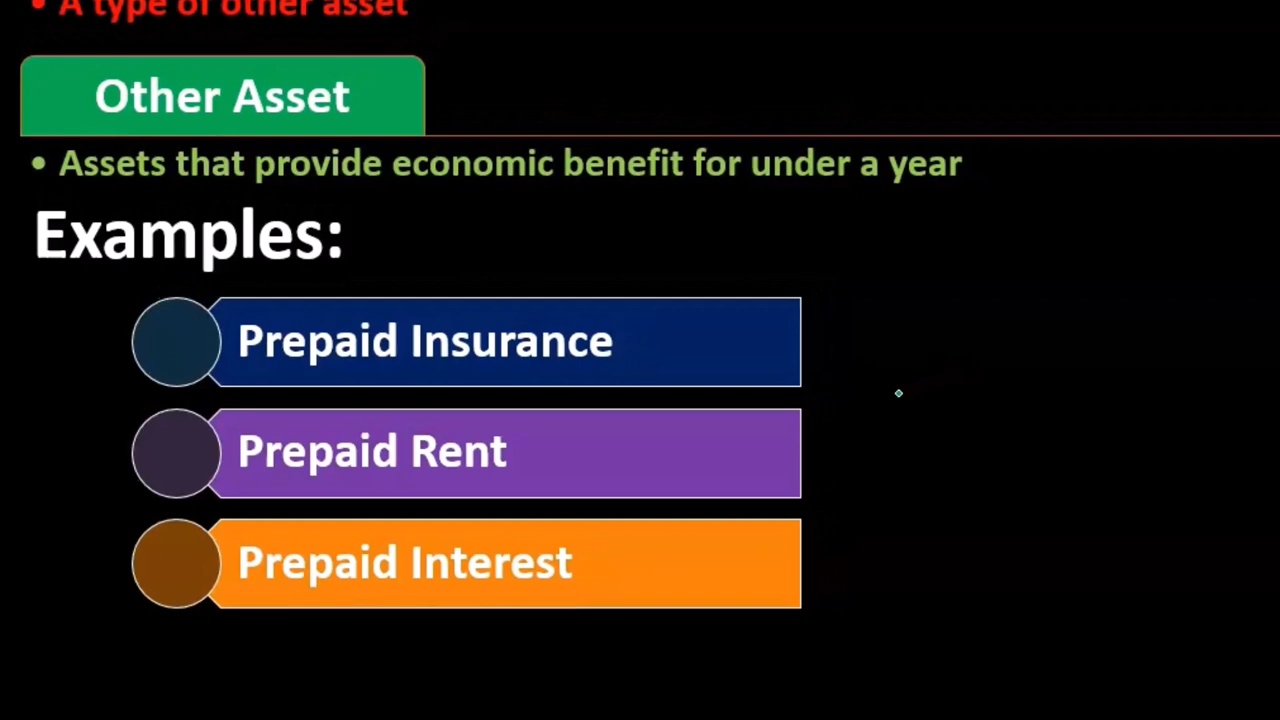 • A type of other asset
Other Asset
• Assets that provide economic benefit for under a year
Examples:
Prepaid Insurance
Prepaid Rent
Prepaid Interest